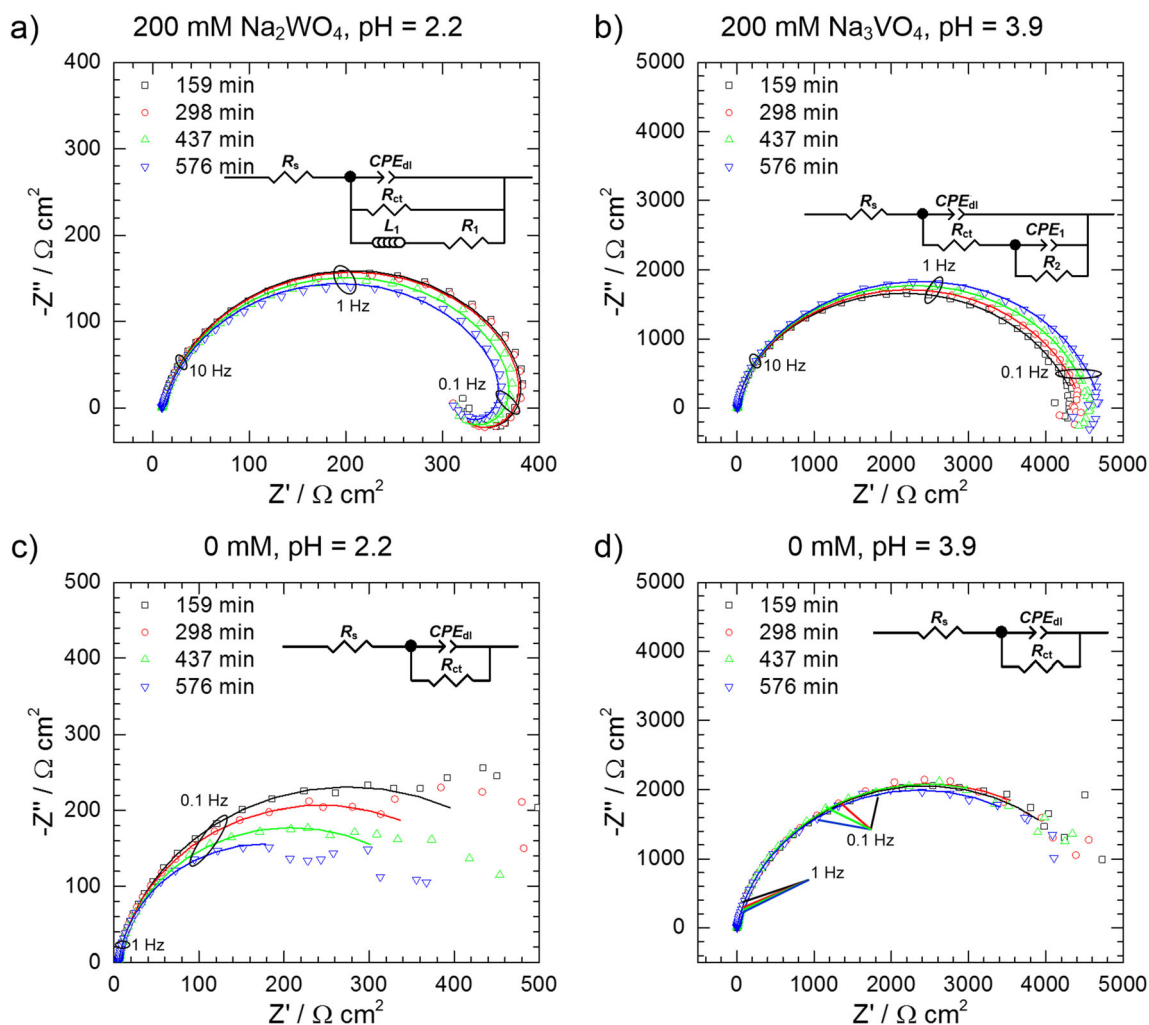 a) 200 mM Na₂WO₄, pH = 2.2
400
300
200
100
0
-Z'' / Ω cm²
159 min
298 min
437 min
576 min
Rs
CPEdl
Rct
L1
R1
1 Hz
10 Hz
0.1 Hz
0 100 200 300 400
Z' / Ω cm²
b) 200 mM Na₃VO₄, pH = 3.9
5000
4000
3000
2000
1000
0
-Z'' / Ω cm²
159 min
298 min
437 min
576 min
Rs
CPEdl
Rct
CPE1
R2
1 Hz
10 Hz
0.1 Hz
0 1000 2000 3000 4000 5000
Z' / Ω cm²
c) 0 mM, pH = 2.2
500
400
300
200
100
0
-Z'' / Ω cm²
159 min
298 min
437 min
576 min
Rs
CPEdl
Rct
0.1 Hz
1 Hz
0 100 200 300 400 500
Z' / Ω cm²
d) 0 mM, pH = 3.9
5000
4000
3000
2000
1000
0
-Z'' / Ω cm²
159 min
298 min
437 min
576 min
Rs
CPEdl
Rct
0.1 Hz
1 Hz
0 1000 2000 3000 4000 5000
Z' / Ω cm²